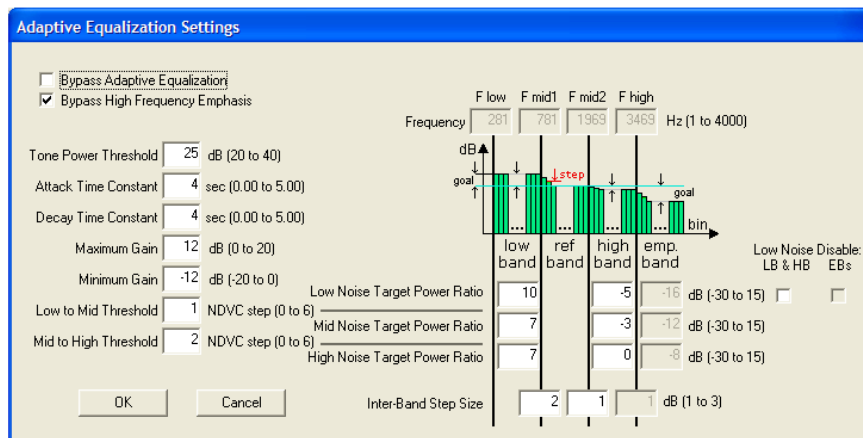 Adaptive Equalization Settings
Bypass Adaptive Equalization
Bypass High Frequency Emphasis
F low F mid1 F mid2 F high
Frequency 281 781 1969 3469 Hz (1 to 4000)
Tone Power Threshold 25 dB (20 to 40)
Attack Time Constant 4 sec (0.00 to 5.00)
Decay Time Constant 4 sec (0.00 to 5.00)
Maximum Gain 12 dB (0 to 20)
Minimum Gain -12 dB (-20 to 0)
Low to Mid Threshold 1 NDVC step (0 to 6)
Mid to High Threshold 2 NDVC step (0 to 6)
dB
step
goal
goal
... ... ... ...
bin
low band ref band high band emp. band
Low Noise Disable:
LB & HB EBs
Low Noise Target Power Ratio 10 -5 -16 dB (-30 to 15)
Mid Noise Target Power Ratio 7 -3 -12 dB (-30 to 15)
High Noise Target Power Ratio 7 0 -8 dB (-30 to 15)
Inter-Band Step Size 2 1 1 dB (1 to 3)
OK Cancel